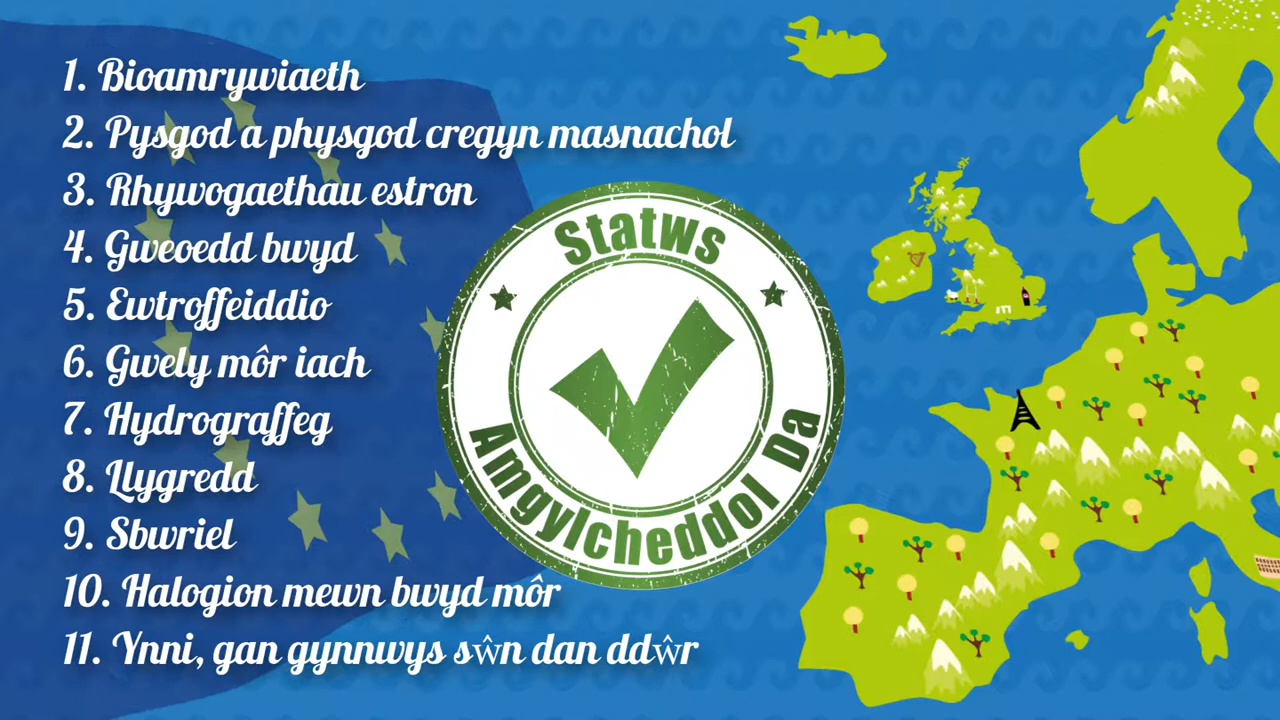 1. Bioamrywiaeth
2. Pysgod a physgod cregyn masnachol
3. Rhywogaethau estron
4. Gweoedd bwyd
5. Ewtroffeiddio
6. Gwely môr iach
7. Hydrograffeg
8. Llygredd
9. Sbwriel
10. Halogion mewn bwyd môr
11. Ynni, gan gynnwys sŵn dan ddŵr
Statws
Amgylcheddol Da